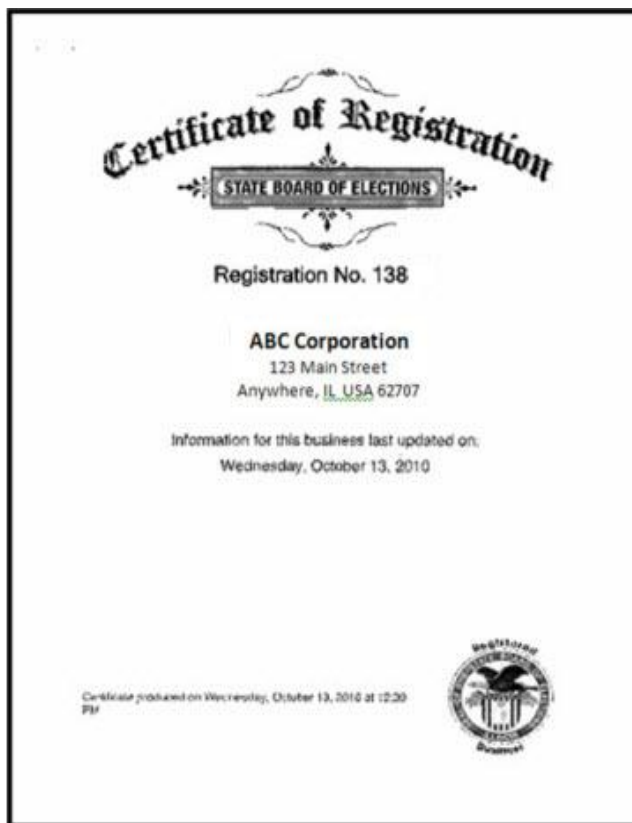 Certificate of Registration
STATE BOARD OF ELECTIONS
Registration No. 138
ABC Corporation
123 Main Street
Anywhere, IL USA 62707
Information for this business last updated on:
Wednesday, October 13, 2010
Registered
Certificate produced on Wednesday, October 13, 2010 at 12:20
PM
Business